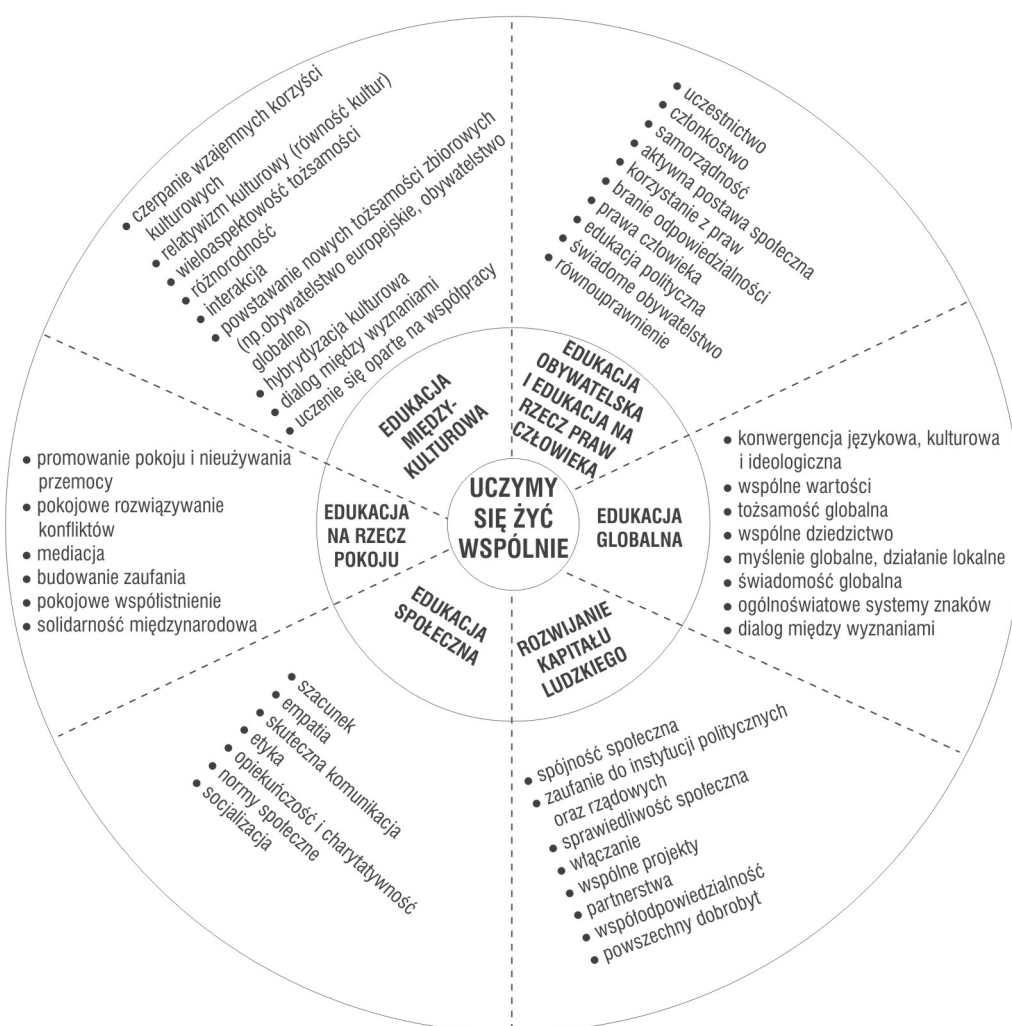 • czerpanie wzajemnych korzyści
kulturowych
• relatywizm kulturowy (równość kultur)
• wieloaspektowość tożsamości
• różnorodność
• interakcja
• powstawanie nowych tożsamości zbiorowych
(np. obywatelstwo europejskie, obywatelstwo
globalne)
• hybrydyzacja kulturowa
• dialog między wyznaniami
• uczenie się oparte na współpracy
• uczestnictwo
• członkostwo
• samorządność
• aktywna postawa społeczna
• korzystanie z praw
• branie odpowiedzialności
• prawa człowieka
• edukacja polityczna
• świadome obywatelstwo
• równouprawnienie
EDUKACJA
MIĘDZY-
KULTUROWA
EDUKACJA
OBYWATELSKA
I EDUKACJA NA
RZECZ PRAW
CZŁOWIEKA
• promowanie pokoju i nieużywania
przemocy
• pokojowe rozwiązywanie
konfliktów
• mediacja
• budowanie zaufania
• pokojowe współistnienie
• solidarność międzynarodowa
EDUKACJA
NA RZECZ
POKOJU
UCZYMY
SIĘ ŻYĆ
WSPÓLNIE
EDUKACJA
GLOBALNA
• konwergencja językowa, kulturowa
i ideologiczna
• wspólne wartości
• tożsamość globalna
• wspólne dziedzictwo
• myślenie globalne, działanie lokalne
• świadomość globalna
• ogólnoświatowe systemy znaków
• dialog między wyznaniami
EDUKACJA
SPOŁECZNA
ROZWIJANIE
KAPITAŁU
LUDZKIEGO
• szacunek
• empatia
• skuteczna komunikacja
• etyka
• opiekuńczość i charytatywność
• normy społeczne
• socjalizacja
• spójność społeczna
• zaufanie do instytucji politycznych
oraz rządowych
• sprawiedliwość społeczna
• włączanie
• wspólne projekty
• partnerstwa
• współodpowiedzialność
• powszechny dobrobyt